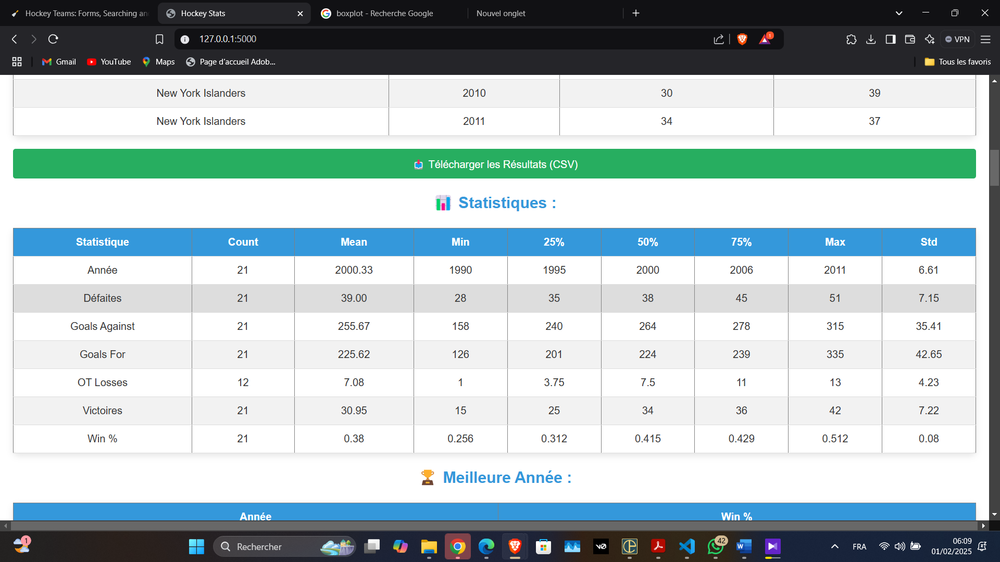 Hockey Teams: Forms, Searching an
Hockey Stats
boxplot - Recherche Google
Nouvel onglet
127.0.0.1:5000
1
VPN
Gmail
YouTube
Maps
Page d'accueil Adob...
Tous les favoris
New York Islanders 2010 30 39
New York Islanders 2011 34 37
Télécharger les Résultats (CSV)
Statistiques :
Statistique Count Mean Min 25% 50% 75% Max Std
Année 21 2000.33 1990 1995 2000 2006 2011 6.61
Défaites 21 39.00 28 35 38 45 51 7.15
Goals Against 21 255.67 158 240 264 278 315 35.41
Goals For 21 225.62 126 201 224 239 335 42.65
OT Losses 12 7.08 1 3.75 7.5 11 13 4.23
Victoires 21 30.95 15 25 34 36 42 7.22
Win % 21 0.38 0.256 0.312 0.415 0.429 0.512 0.08
Meilleure Année :
Année Win %
1
Rechercher
42
FRA
06:09
01/02/2025